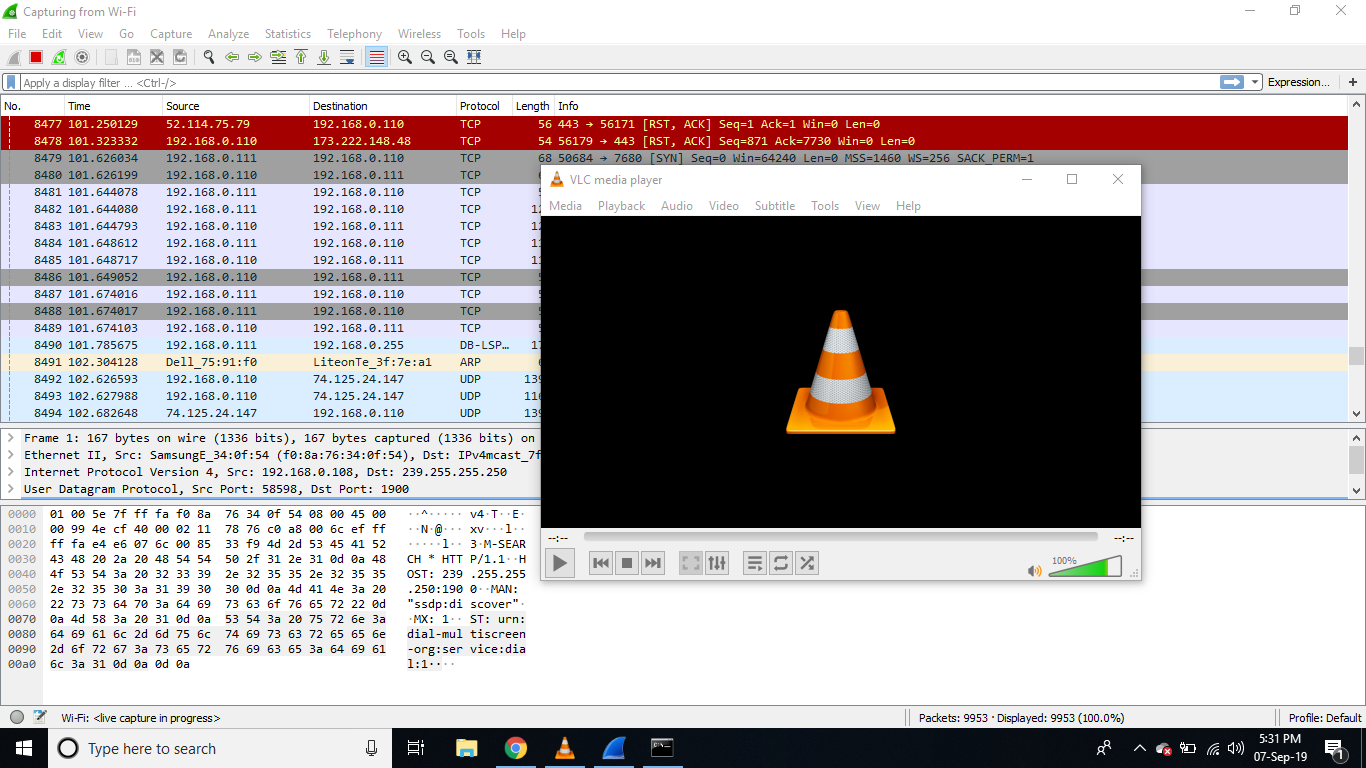 Capturing from Wi-Fi
File Edit View Go Capture Analyze Statistics Telephony Wireless Tools Help
Apply a display filter ... <Ctrl-/> Expression... +
No. Time Source Destination Protocol Length Info
8477 101.250129 52.114.75.79 192.168.0.110 TCP 56 443 → 56171 [RST, ACK] Seq=1 Ack=1 Win=0 Len=0
8478 101.323332 192.168.0.110 173.222.148.48 TCP 54 56179 → 443 [RST, ACK] Seq=871 Ack=7730 Win=0 Len=0
8479 101.626034 192.168.0.111 192.168.0.110 TCP 68 50684 → 7680 [SYN] Seq=0 Win=64240 Len=0 MSS=1460 WS=256 SACK_PERM=1
8480 101.626199 192.168.0.110 192.168.0.111 TCP
8481 101.644078 192.168.0.111 192.168.0.110 TCP
8482 101.644080 192.168.0.111 192.168.0.110 TCP
8483 101.644793 192.168.0.110 192.168.0.111 TCP
8484 101.648612 192.168.0.111 192.168.0.110 TCP
8485 101.648717 192.168.0.110 192.168.0.111 TCP
8486 101.649052 192.168.0.110 192.168.0.111 TCP
8487 101.674016 192.168.0.111 192.168.0.110 TCP
8488 101.674017 192.168.0.111 192.168.0.110 TCP
8489 101.674103 192.168.0.110 192.168.0.111 TCP
8490 101.785675 192.168.0.111 192.168.0.255 DB-LSP…
8491 102.304128 Dell_75:91:f0 LiteonTe_3f:7e:a1 ARP
8492 102.626593 192.168.0.110 74.125.24.147 UDP 139
8493 102.627988 192.168.0.110 74.125.24.147 UDP 116
8494 102.682648 74.125.24.147 192.168.0.110 UDP 139
VLC media player
Media Playback Audio Video Subtitle Tools View Help
--:-- --:--
100%
Frame 1: 167 bytes on wire (1336 bits), 167 bytes captured (1336 bits) on
Ethernet II, Src: SamsungE_34:0f:54 (f0:8a:76:34:0f:54), Dst: IPv4mcast_7f
Internet Protocol Version 4, Src: 192.168.0.108, Dst: 239.255.255.250
User Datagram Protocol, Src Port: 58598, Dst Port: 1900
0000 01 00 5e 7f ff fa f0 8a 76 34 0f 54 08 00 45 00 ··^····· v4·T··E·
0010 00 99 4e cf 40 00 02 11 78 76 c0 a8 00 6c ef ff ··N·@··· xv···l··
0020 ff fa e4 e6 07 6c 00 85 33 f9 4d 2d 53 45 41 52 ·····l·· 3·M-SEAR
0030 43 48 20 2a 20 48 54 54 50 2f 31 2e 31 0d 0a 48 CH * HTT P/1.1··H
0040 4f 53 54 3a 20 32 33 39 2e 32 35 35 2e 32 35 35 OST: 239 .255.255
0050 2e 32 35 30 3a 31 39 30 30 0d 0a 4d 41 4e 3a 20 .250:190 0··MAN:
0060 22 73 73 64 70 3a 64 69 73 63 6f 76 65 72 22 0d "ssdp:di scover"·
0070 0a 4d 58 3a 20 31 0d 0a 53 54 3a 20 75 72 6e 3a ·MX: 1·· ST: urn:
0080 64 69 61 6c 2d 6d 75 6c 74 69 73 63 72 65 65 6e dial-mul tiscreen
0090 2d 6f 72 67 3a 73 65 72 76 69 63 65 3a 64 69 61 -org:ser vice:dia
00a0 6c 3a 31 0d 0a 0d 0a l:1····
Wi-Fi: <live capture in progress> Packets: 9953 · Displayed: 9953 (100.0%) Profile: Default
Type here to search
5:31 PM
07-Sep-19
1